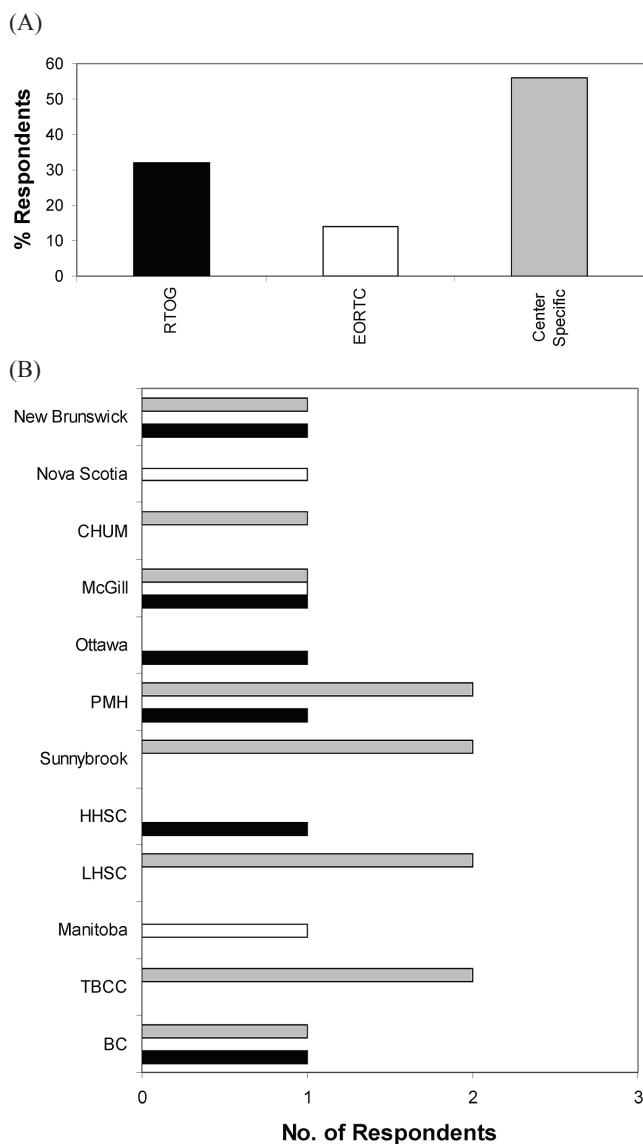 (A)
% Respondents
60
50
40
30
20
10
0
RTOG
EORTC
Center
Specific
(B)
New Brunswick
Nova Scotia
CHUM
McGill
Ottawa
PMH
Sunnybrook
HHSC
LHSC
Manitoba
TBCC
BC
0 1 2 3
No. of Respondents